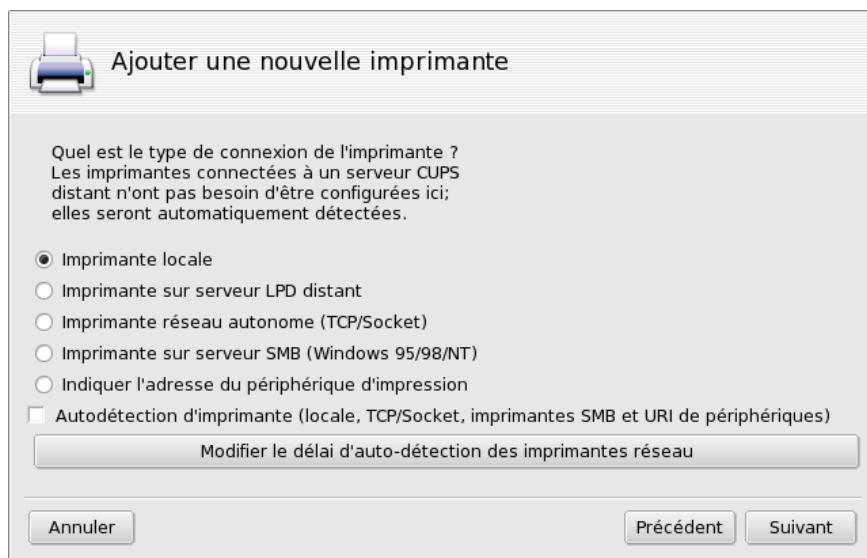 Ajouter une nouvelle imprimante
Quel est le type de connexion de l'imprimante ?
Les imprimantes connectées à un serveur CUPS
distant n'ont pas besoin d'être configurées ici;
elles seront automatiquement détectées.
Imprimante locale
Imprimante sur serveur LPD distant
Imprimante réseau autonome (TCP/Socket)
Imprimante sur serveur SMB (Windows 95/98/NT)
Indiquer l'adresse du périphérique d'impression
Autodétection d'imprimante (locale, TCP/Socket, imprimantes SMB et URI de périphériques)
Modifier le délai d'auto-détection des imprimantes réseau
Annuler Précédent Suivant